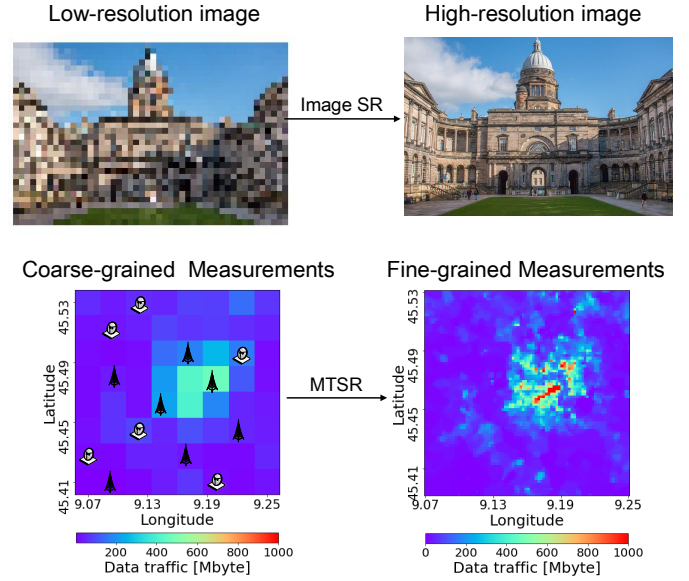 Low-resolution image
High-resolution image
Image SR
Coarse-grained Measurements
Fine-grained Measurements
45.53
45.49
45.45
45.41
Latitude
9.07 9.13 9.19 9.25
Longitude
200 400 600 800 1000
Data traffic [Mbyte]
MTSR
45.53
45.49
45.45
45.41
Latitude
9.07 9.13 9.19 9.25
Longitude
0 200 400 600 800 1000
Data traffic [Mbyte]